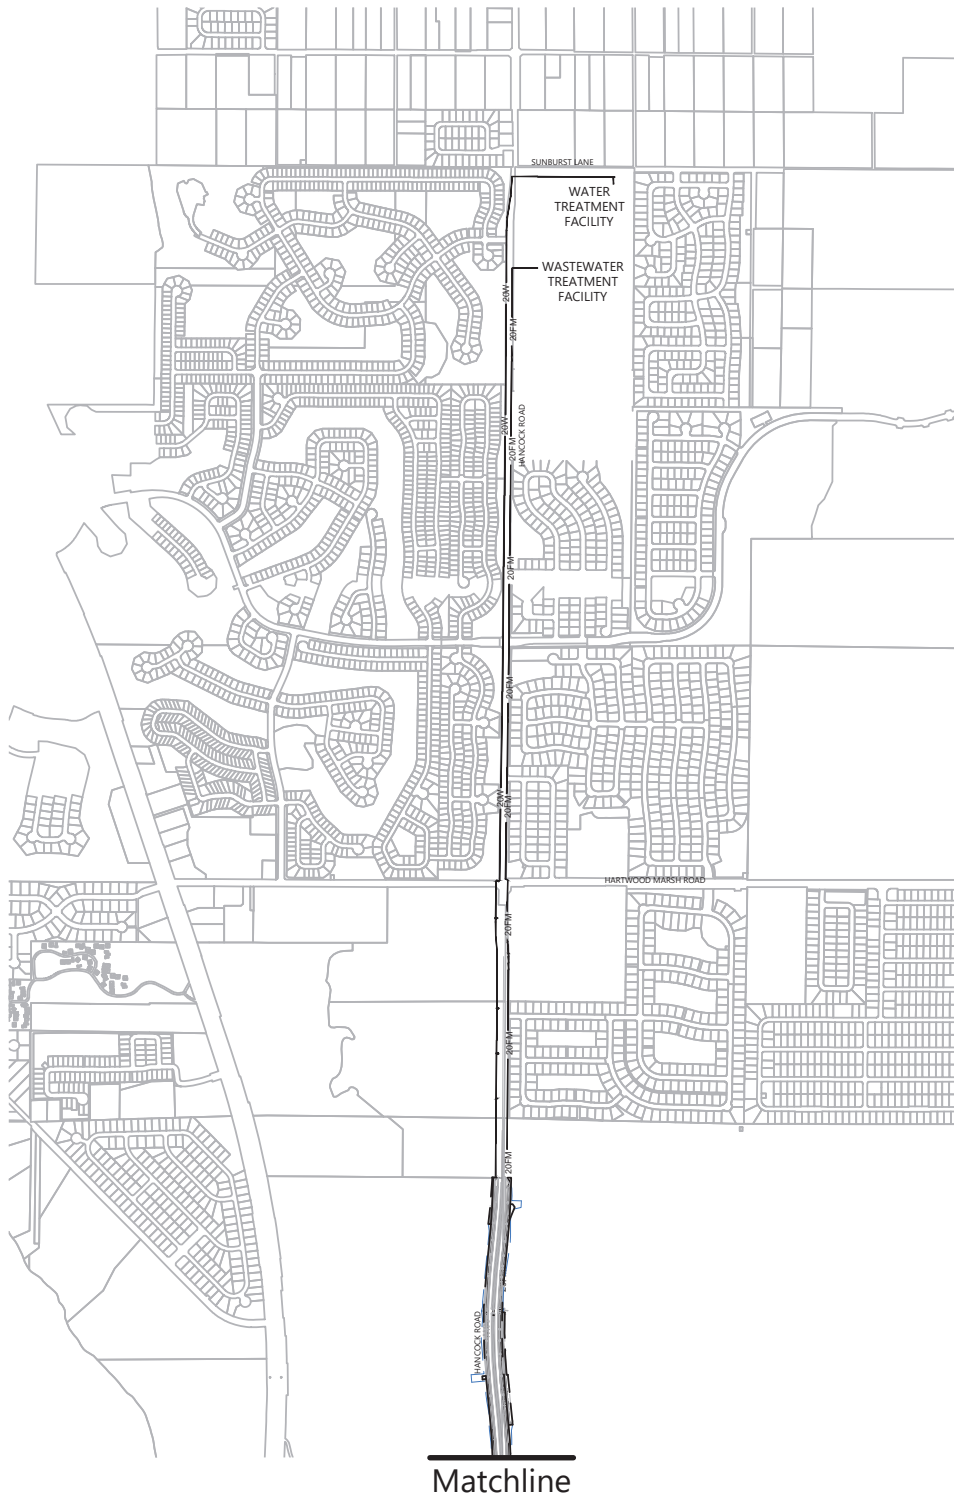 SUNBURST LANE
WATER
TREATMENT
FACILITY
WASTEWATER
TREATMENT
FACILITY
20W
20FM
HANCOCK ROAD
20W
20FM
20FM
20FM
20W
20FM
HARTWOOD MARSH ROAD
20FM
20FM
20FM
HANCOCK ROAD
Matchline